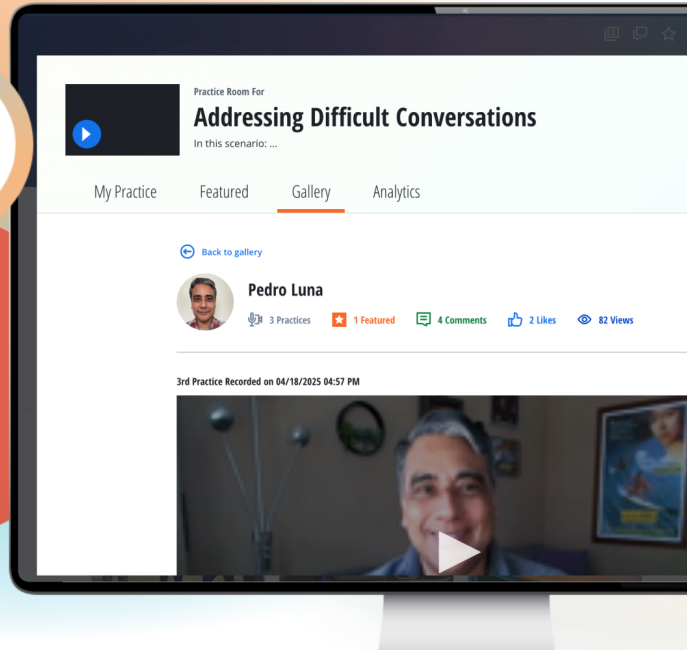 Practice Room For
Addressing Difficult Conversations
In this scenario: ...
My Practice Featured Gallery Analytics
Back to gallery
Pedro Luna
3 Practices 1 Featured 4 Comments 2 Likes 82 Views
3rd Practice Recorded on 04/18/2025 04:57 PM